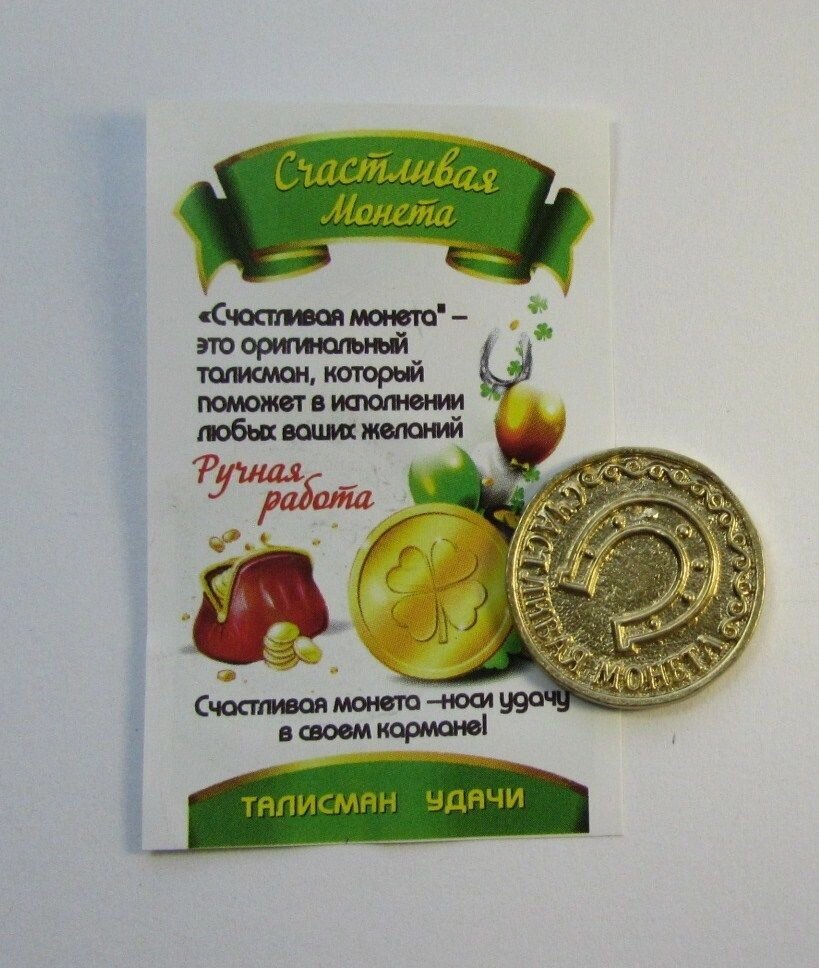 Счастливая
Монета
«Счастливая монета" –
это оригинальный
талисман, который
поможет в исполнении
любых ваших желаний
Ручная
работа
Счастливая монета –носи удачу
в своем кармане!
ТАЛИСМАН УДАЧИ
СЧАСТЛИВАЯ МОНЕТА